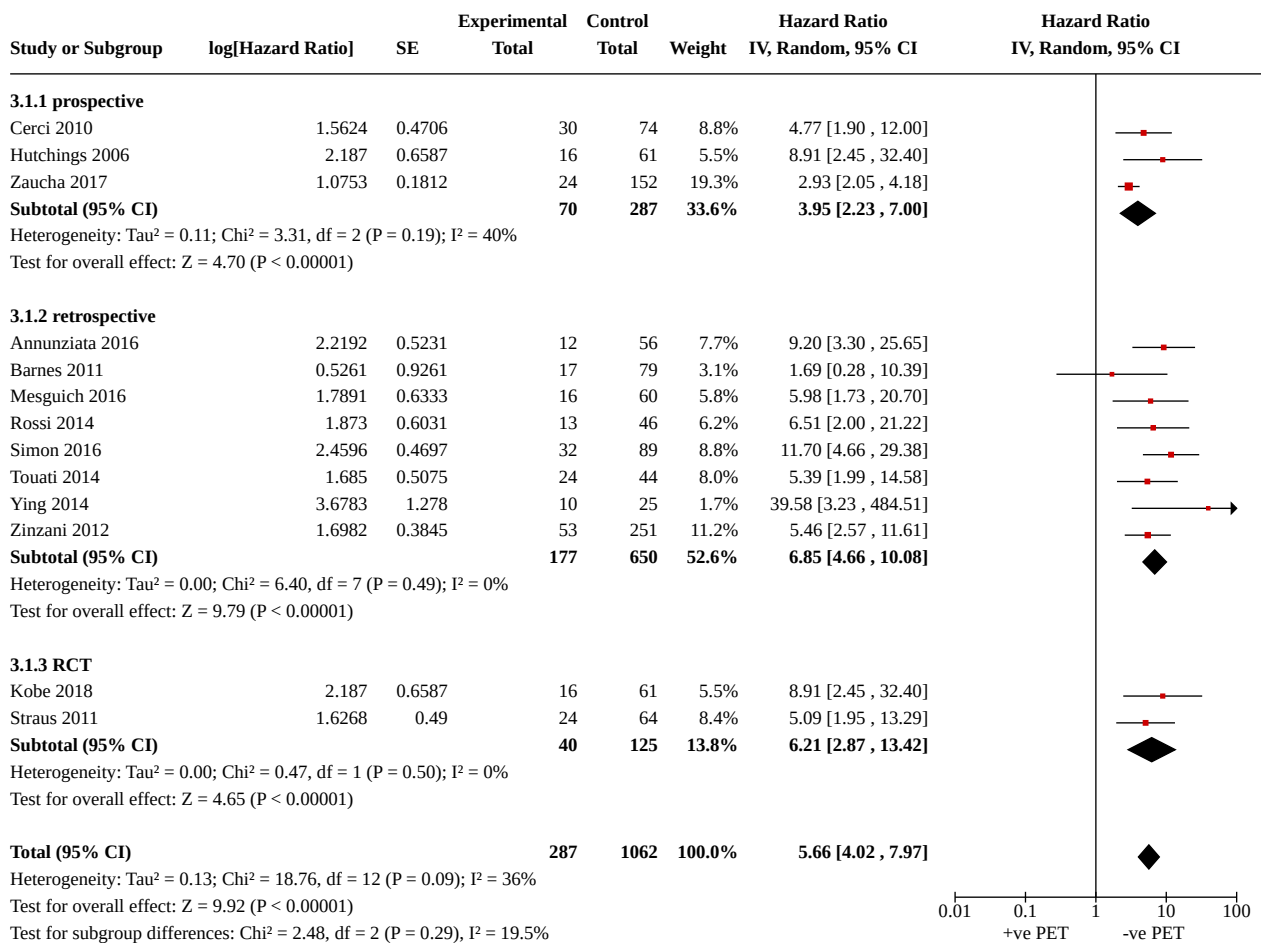 Experimental Control Hazard Ratio Hazard Ratio
Study or Subgroup log[Hazard Ratio] SE Total Total Weight IV, Random, 95% CI IV, Random, 95% CI
3.1.1 prospective
Cerci 2010 1.5624 0.4706 30 74 8.8% 4.77 [1.90 , 12.00]
Hutchings 2006 2.187 0.6587 16 61 5.5% 8.91 [2.45 , 32.40]
Zaucha 2017 1.0753 0.1812 24 152 19.3% 2.93 [2.05 , 4.18]
Subtotal (95% CI) 70 287 33.6% 3.95 [2.23 , 7.00]
Heterogeneity: Tau² = 0.11; Chi² = 3.31, df = 2 (P = 0.19); I² = 40%
Test for overall effect: Z = 4.70 (P < 0.00001)
3.1.2 retrospective
Annunziata 2016 2.2192 0.5231 12 56 7.7% 9.20 [3.30 , 25.65]
Barnes 2011 0.5261 0.9261 17 79 3.1% 1.69 [0.28 , 10.39]
Mesguich 2016 1.7891 0.6333 16 60 5.8% 5.98 [1.73 , 20.70]
Rossi 2014 1.873 0.6031 13 46 6.2% 6.51 [2.00 , 21.22]
Simon 2016 2.4596 0.4697 32 89 8.8% 11.70 [4.66 , 29.38]
Touati 2014 1.685 0.5075 24 44 8.0% 5.39 [1.99 , 14.58]
Ying 2014 3.6783 1.278 10 25 1.7% 39.58 [3.23 , 484.51]
Zinzani 2012 1.6982 0.3845 53 251 11.2% 5.46 [2.57 , 11.61]
Subtotal (95% CI) 177 650 52.6% 6.85 [4.66 , 10.08]
Heterogeneity: Tau² = 0.00; Chi² = 6.40, df = 7 (P = 0.49); I² = 0%
Test for overall effect: Z = 9.79 (P < 0.00001)
3.1.3 RCT
Kobe 2018 2.187 0.6587 16 61 5.5% 8.91 [2.45 , 32.40]
Straus 2011 1.6268 0.49 24 64 8.4% 5.09 [1.95 , 13.29]
Subtotal (95% CI) 40 125 13.8% 6.21 [2.87 , 13.42]
Heterogeneity: Tau² = 0.00; Chi² = 0.47, df = 1 (P = 0.50); I² = 0%
Test for overall effect: Z = 4.65 (P < 0.00001)
Total (95% CI) 287 1062 100.0% 5.66 [4.02 , 7.97]
Heterogeneity: Tau² = 0.13; Chi² = 18.76, df = 12 (P = 0.09); I² = 36%
Test for overall effect: Z = 9.92 (P < 0.00001)
0.01 0.1 1 10 100
Test for subgroup differences: Chi² = 2.48, df = 2 (P = 0.29), I² = 19.5%
+ve PET -ve PET